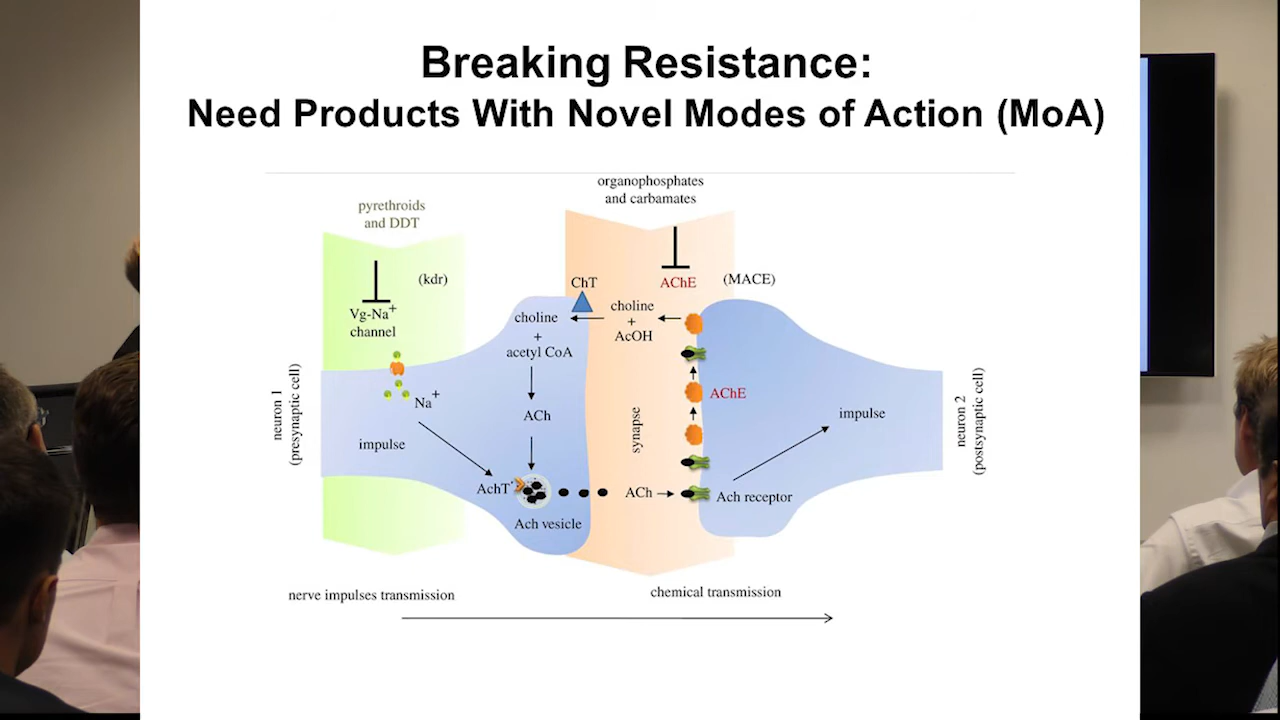 Breaking Resistance:
Need Products With Novel Modes of Action (MoA)
organophosphates
and carbamates
pyrethroids
and DDT
(kdr)
ChT
AChE
(MACE)
Vg-Na+
channel
choline
+
acetyl CoA
choline
+
AcOH
Na+
ACh
AChE
impulse
synapse
impulse
neuron 1
(presynaptic cell)
neuron 2
(postsynaptic cell)
AchT
ACh
Ach receptor
Ach vesicle
nerve impulses transmission
chemical transmission